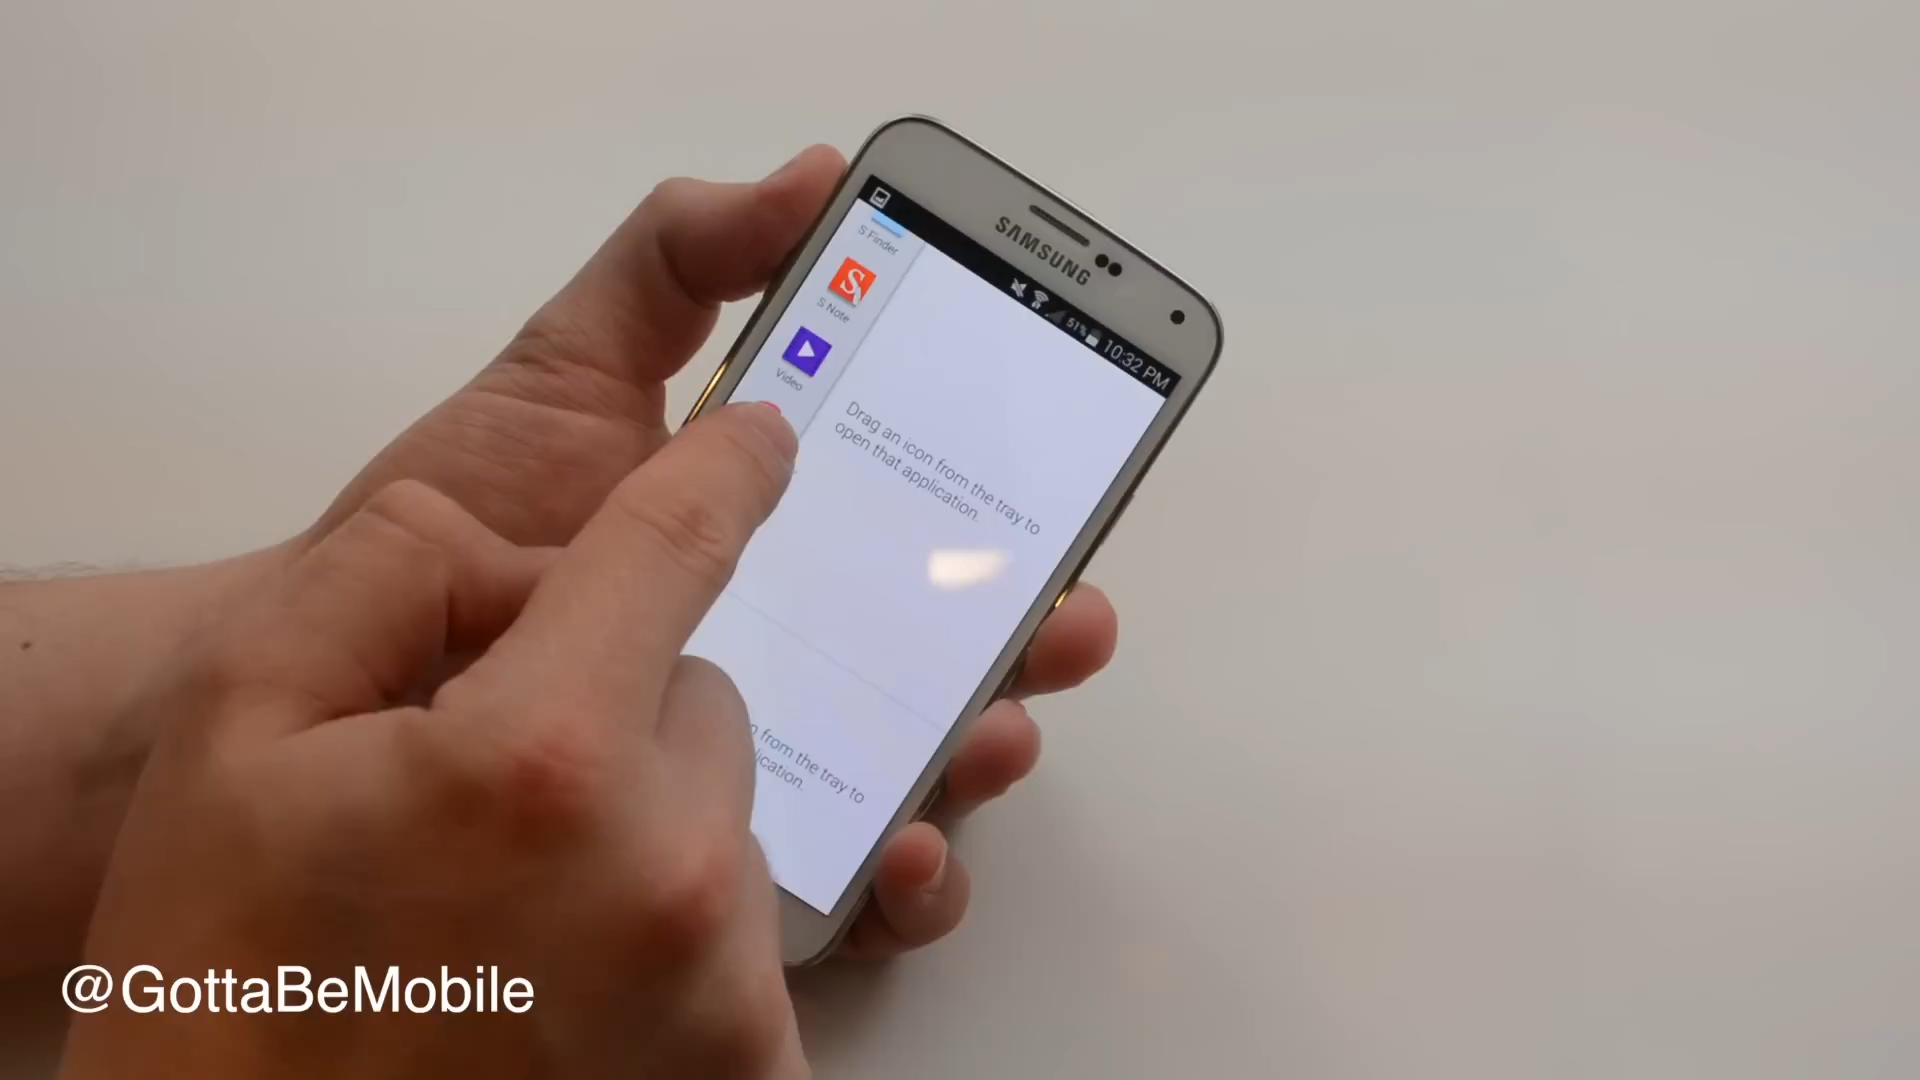 SAMSUNG
51% 10:32 PM
S Finder
S Note
Video
Drag an icon from the tray to
open that application.
from the tray to
@GottaBeMobile